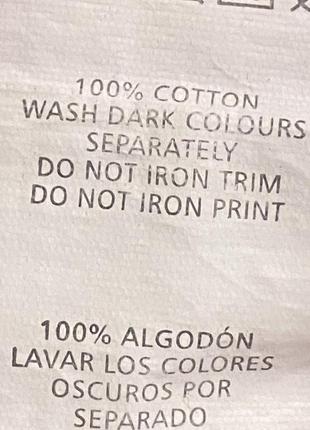 100% COTTON
WASH DARK COLOURS
SEPARATELY
DO NOT IRON TRIM
DO NOT IRON PRINT
100% ALGODÓN
LAVAR LOS COLORES
OSCUROS POR
SEPARADO